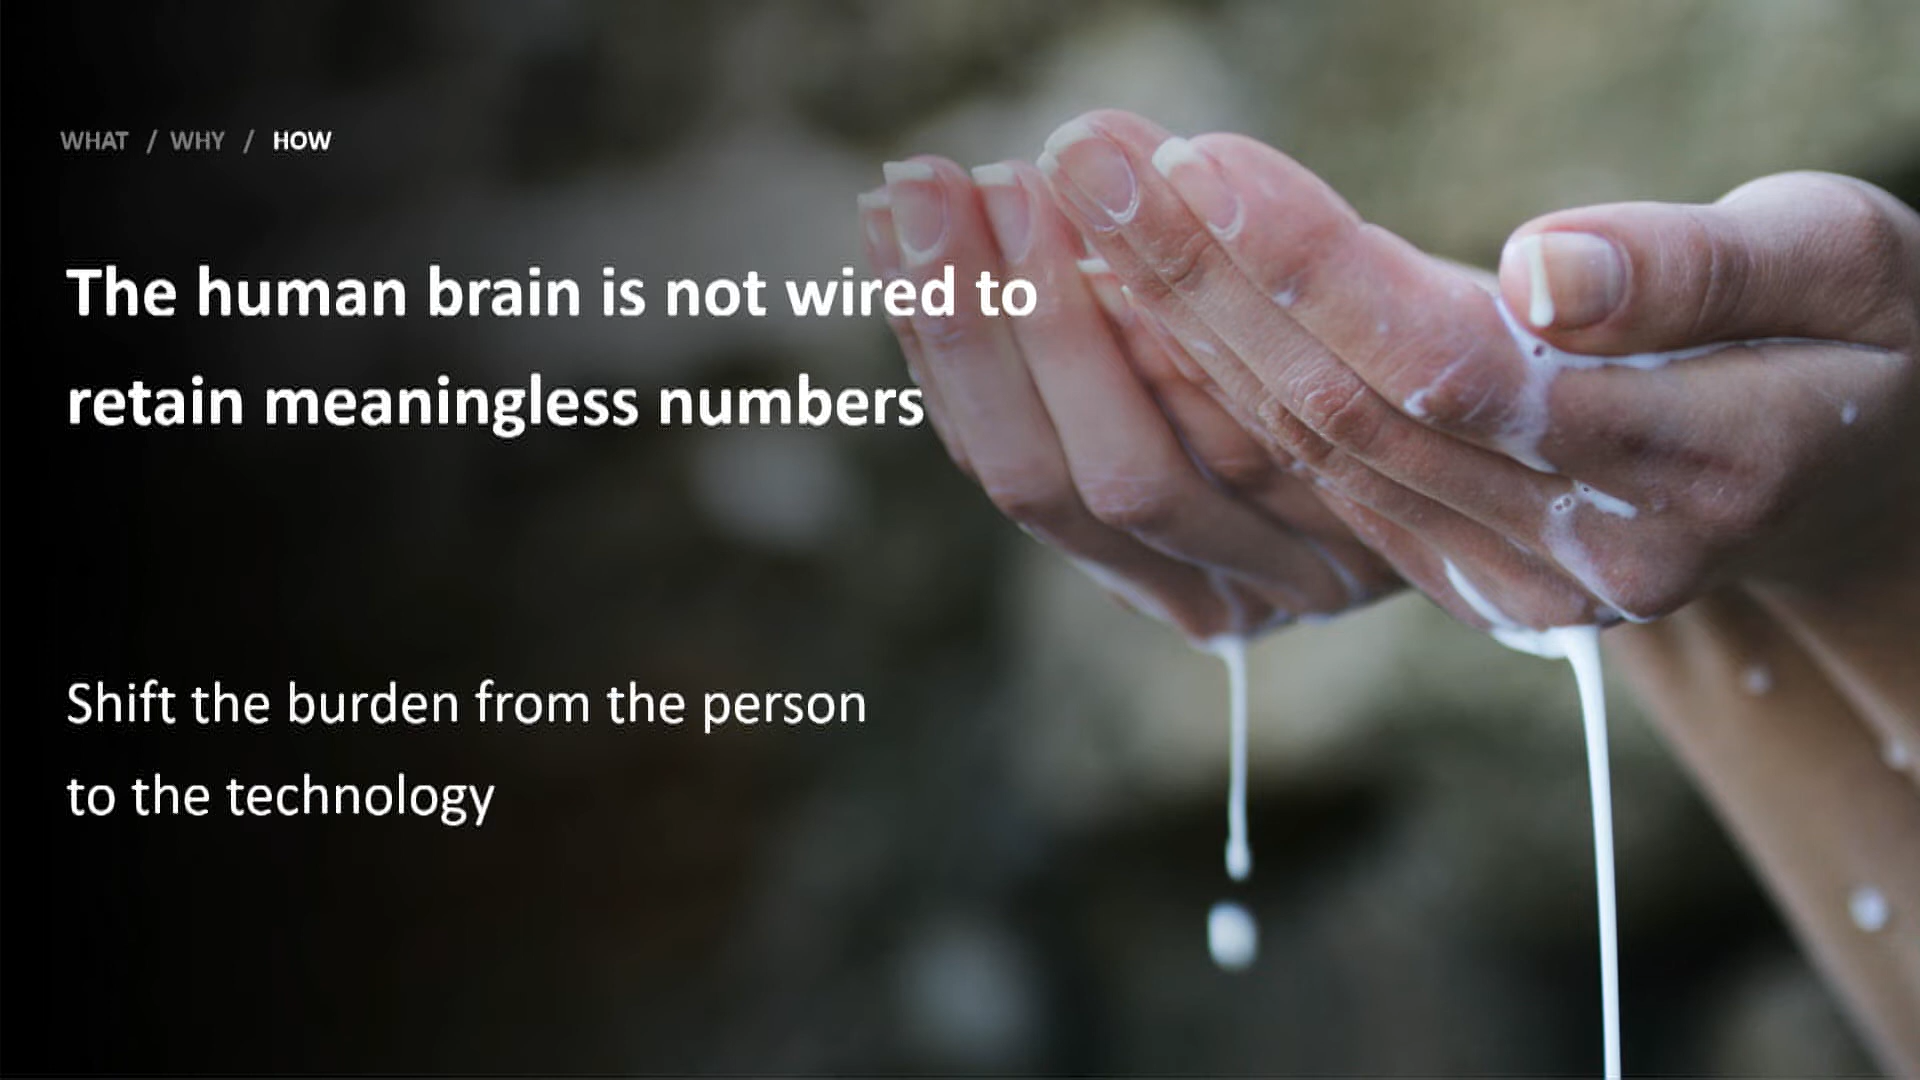 WHAT / WHY / HOW
The human brain is not wired to
retain meaningless numbers
Shift the burden from the person
to the technology